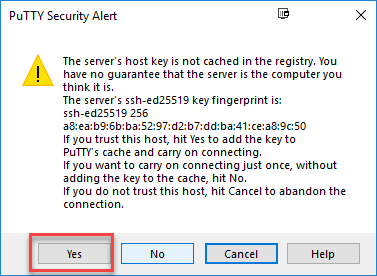 PuTTY Security Alert
The server's host key is not cached in the registry. You
have no guarantee that the server is the computer you
think it is.
The server's ssh-ed25519 key fingerprint is:
ssh-ed25519 256
a8:ea:b9:6b:ba:52:97:d2:b7:dd:ba:41:ce:a8:9c:50
If you trust this host, hit Yes to add the key to
PuTTY's cache and carry on connecting.
If you want to carry on connecting just once, without
adding the key to the cache, hit No.
If you do not trust this host, hit Cancel to abandon the
connection.
Yes No Cancel Help